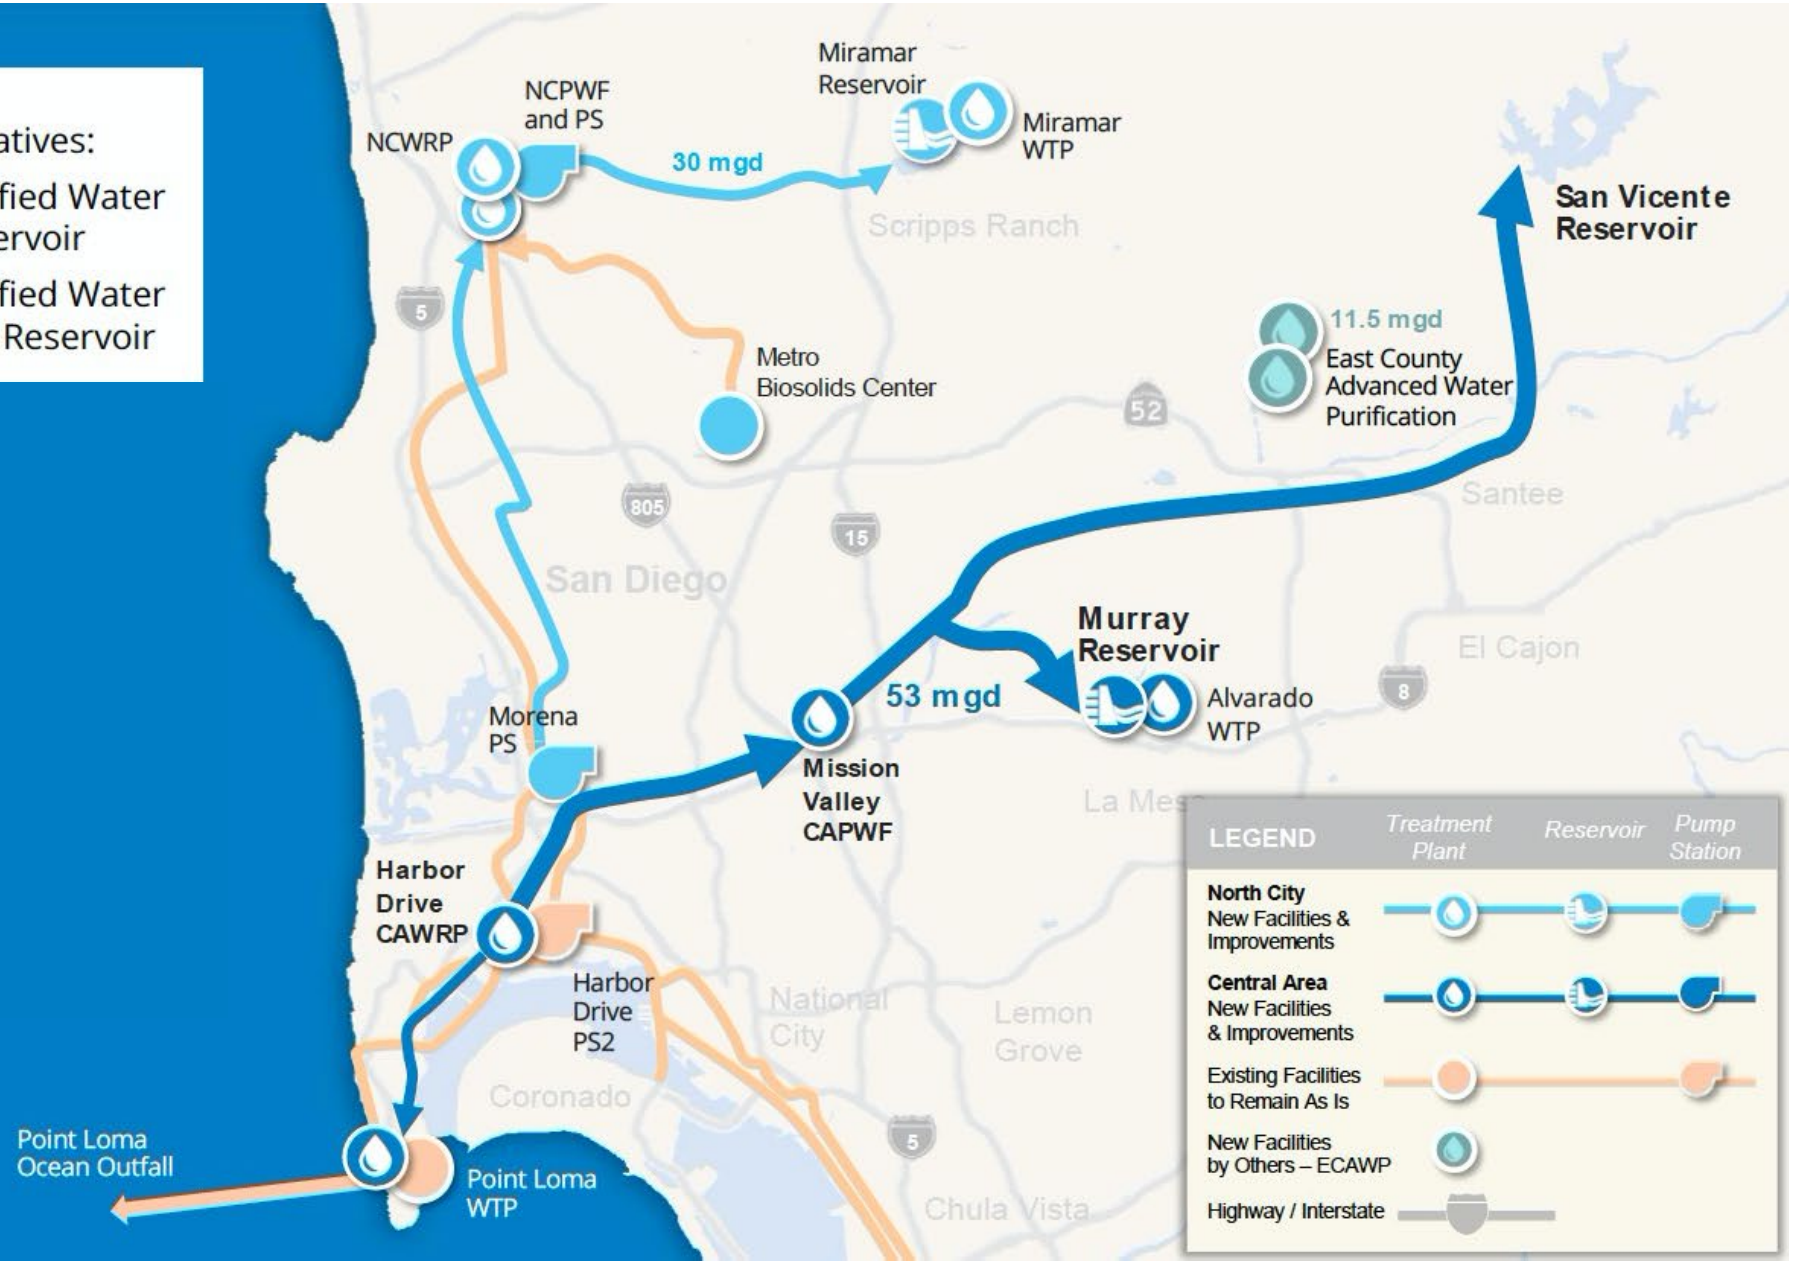 atives:
fied Water
ervoir
fied Water
Reservoir
Miramar
Reservoir
NCPWF
and PS
NCWRP
Miramar
WTP
30 mgd
Scripps Ranch
San Vicente
Reservoir
5
11.5 mgd
East County
Advanced Water
Purification
Metro
Biosolids Center
52
805
15
Santee
San Diego
Murray
Reservoir
El Cajon
8
53 mgd
Alvarado
WTP
Morena
PS
Mission
Valley
CAPWF
La Mes
Harbor
Drive
CAWRP
Harbor
Drive
PS2
National
City
Lemon
Grove
Coronado
5
Point Loma
Ocean Outfall
Point Loma
WTP
Chula Vista
LEGEND
Treatment
Plant
Reservoir
Pump
Station
North City
New Facilities &
Improvements
Central Area
New Facilities
& Improvements
Existing Facilities
to Remain As Is
New Facilities
by Others – ECAWP
Highway / Interstate